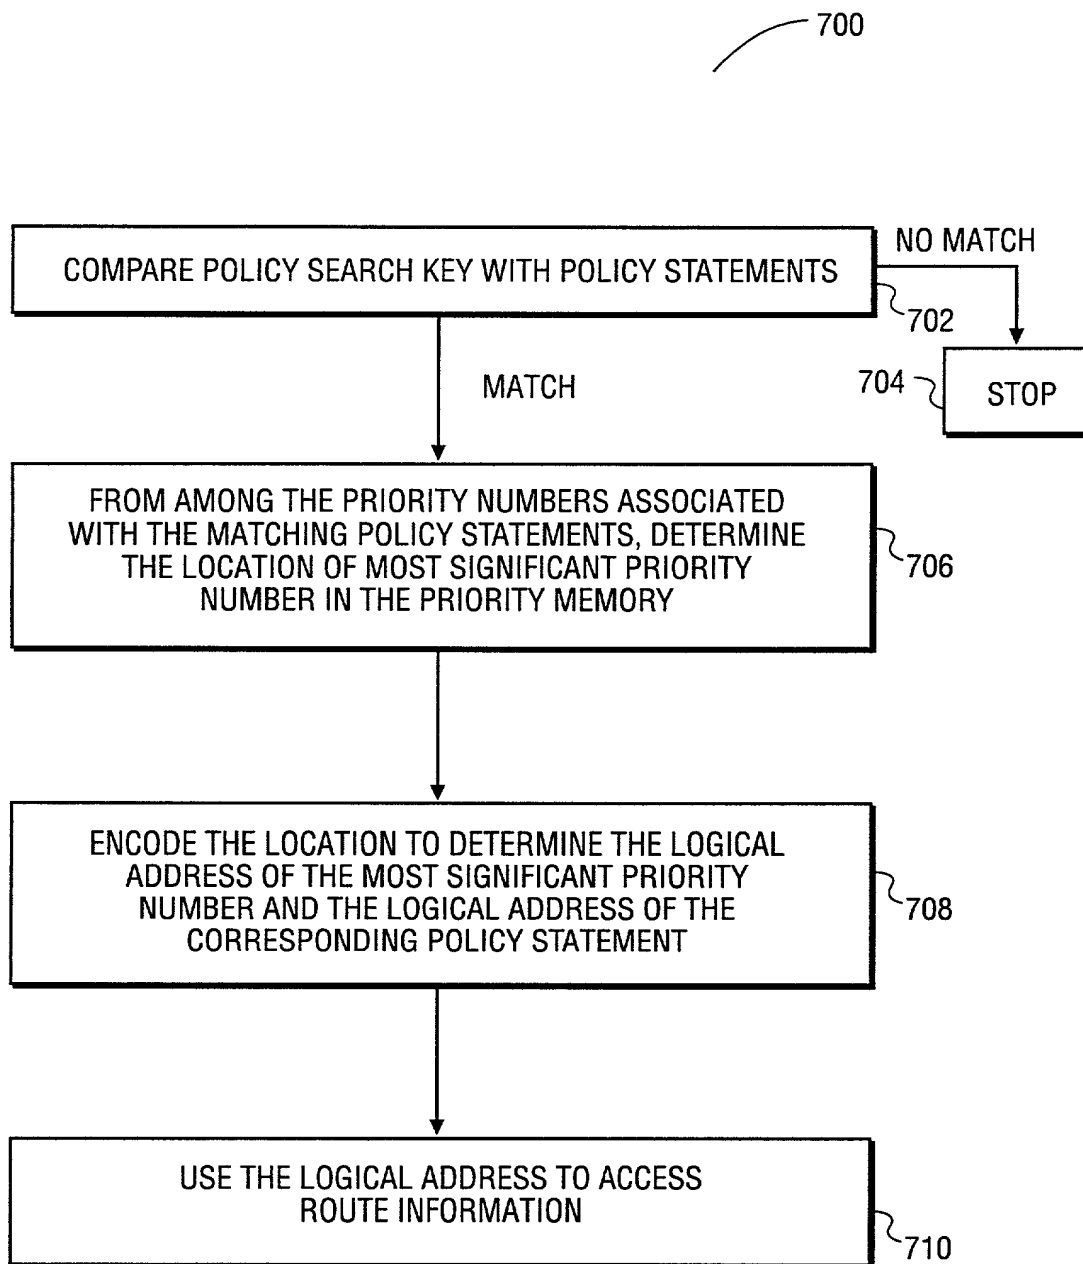 700
COMPARE POLICY SEARCH KEY WITH POLICY STATEMENTS
NO MATCH
702
704
STOP
MATCH
FROM AMONG THE PRIORITY NUMBERS ASSOCIATED
WITH THE MATCHING POLICY STATEMENTS, DETERMINE
THE LOCATION OF MOST SIGNIFICANT PRIORITY
NUMBER IN THE PRIORITY MEMORY
706
ENCODE THE LOCATION TO DETERMINE THE LOGICAL
ADDRESS OF THE MOST SIGNIFICANT PRIORITY
NUMBER AND THE LOGICAL ADDRESS OF THE
CORRESPONDING POLICY STATEMENT
708
USE THE LOGICAL ADDRESS TO ACCESS
ROUTE INFORMATION
710